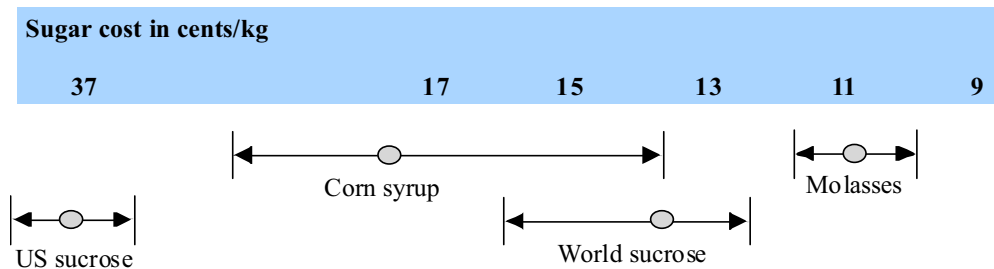 Sugar cost in cents/kg
37 17 15 13 11 9
Corn syrup
Molasses
US sucrose
World sucrose